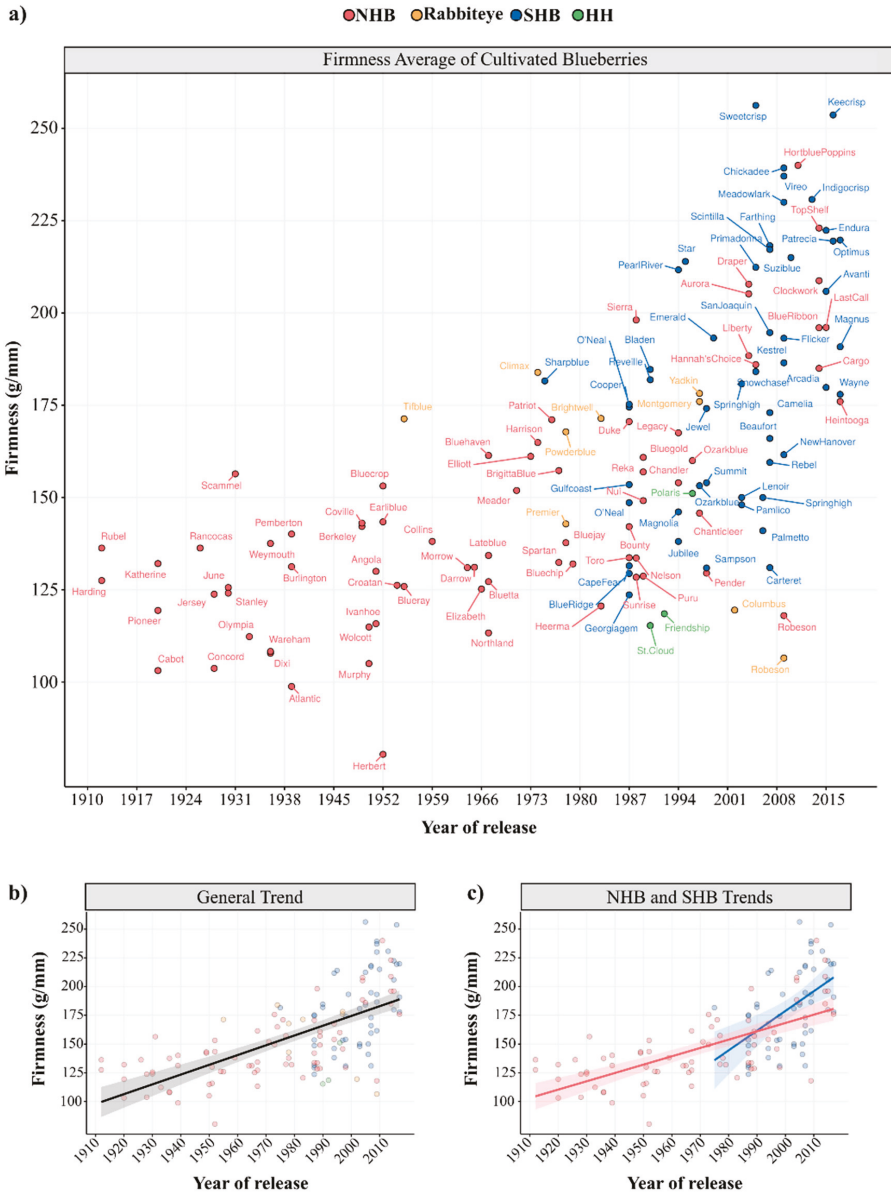 a)
NHB Rabbiteye SHB HH
Firmness Average of Cultivated Blueberries
Firmness (g/mm)
250
225
200
175
150
125
100
Sweetcrisp
Keecrisp
HortbluePoppins
Chickadee
Vireo
Indigocrisp
Meadowlark
TopShelf
Scintilla
Farthing
Endura
Patrecia
Optimus
Primadonna
Suziblue
Star
PearlRiver
Draper
Avanti
Aurora
Clockwork
LastCall
Sierra
SanJoaquin
BlueRibbon
Magnus
Emerald
Liberty
Flicker
O'Neal
Bladen
Kestrel
Reveille
Hannah'sChoice
Cargo
Climax
Sharpblue
Cooper
Yadkin
Snowchaser
Arcadia
Wayne
Tifblue
Patriot
Brightwell
Montgomery
Springhigh
Camelia
Heintooga
Harrison
Powderblue
Duke
Legacy
Jewel
Beaufort
Bluehaven
Elliott
Bluegold
Ozarkblue
NewHanover
Scammel
Bluecrop
BrigittaBlue
Reka
Chandler
Summit
Rebel
Meader
Gulfcoast
Nui
Polaris
Ozarkblue
Lenoir
Springhigh
Coville
Earliblue
Premier
O'Neal
Magnolia
Chanticleer
Pamlico
Rubel
Rancocas
Pemberton
Berkeley
Collins
Lateblue
Bluejay
Bounty
Palmetto
Weymouth
Spartan
Jubilee
Katherine
June
Burlington
Angola
Morrow
Bluechip
Toro
Nelson
Sampson
Harding
Croatan
Darrow
CapeFear
Pender
Carteret
Jersey
Stanley
Blueray
Bluetta
BlueRidge
Sunrise
Puru
Pioneer
Olympia
Ivanhoe
Elizabeth
Heerma
Georgiagem
Friendship
Columbus
Robeson
Wareham
Wolcott
Northland
St.Cloud
Cabot
Concord
Dixi
Murphy
Robeson
Atlantic
Herbert
1910 1917 1924 1931 1938 1945 1952 1959 1966 1973 1980 1987 1994 2001 2008 2015
Year of release
b)
General Trend
Firmness (g/mm)
250
225
200
175
150
125
100
1910 1920 1930 1940 1950 1960 1970 1980 1990 2000 2010
Year of release
c)
NHB and SHB Trends
Firmness (g/mm)
250
225
200
175
150
125
100
1910 1920 1930 1940 1950 1960 1970 1980 1990 2000 2010
Year of release